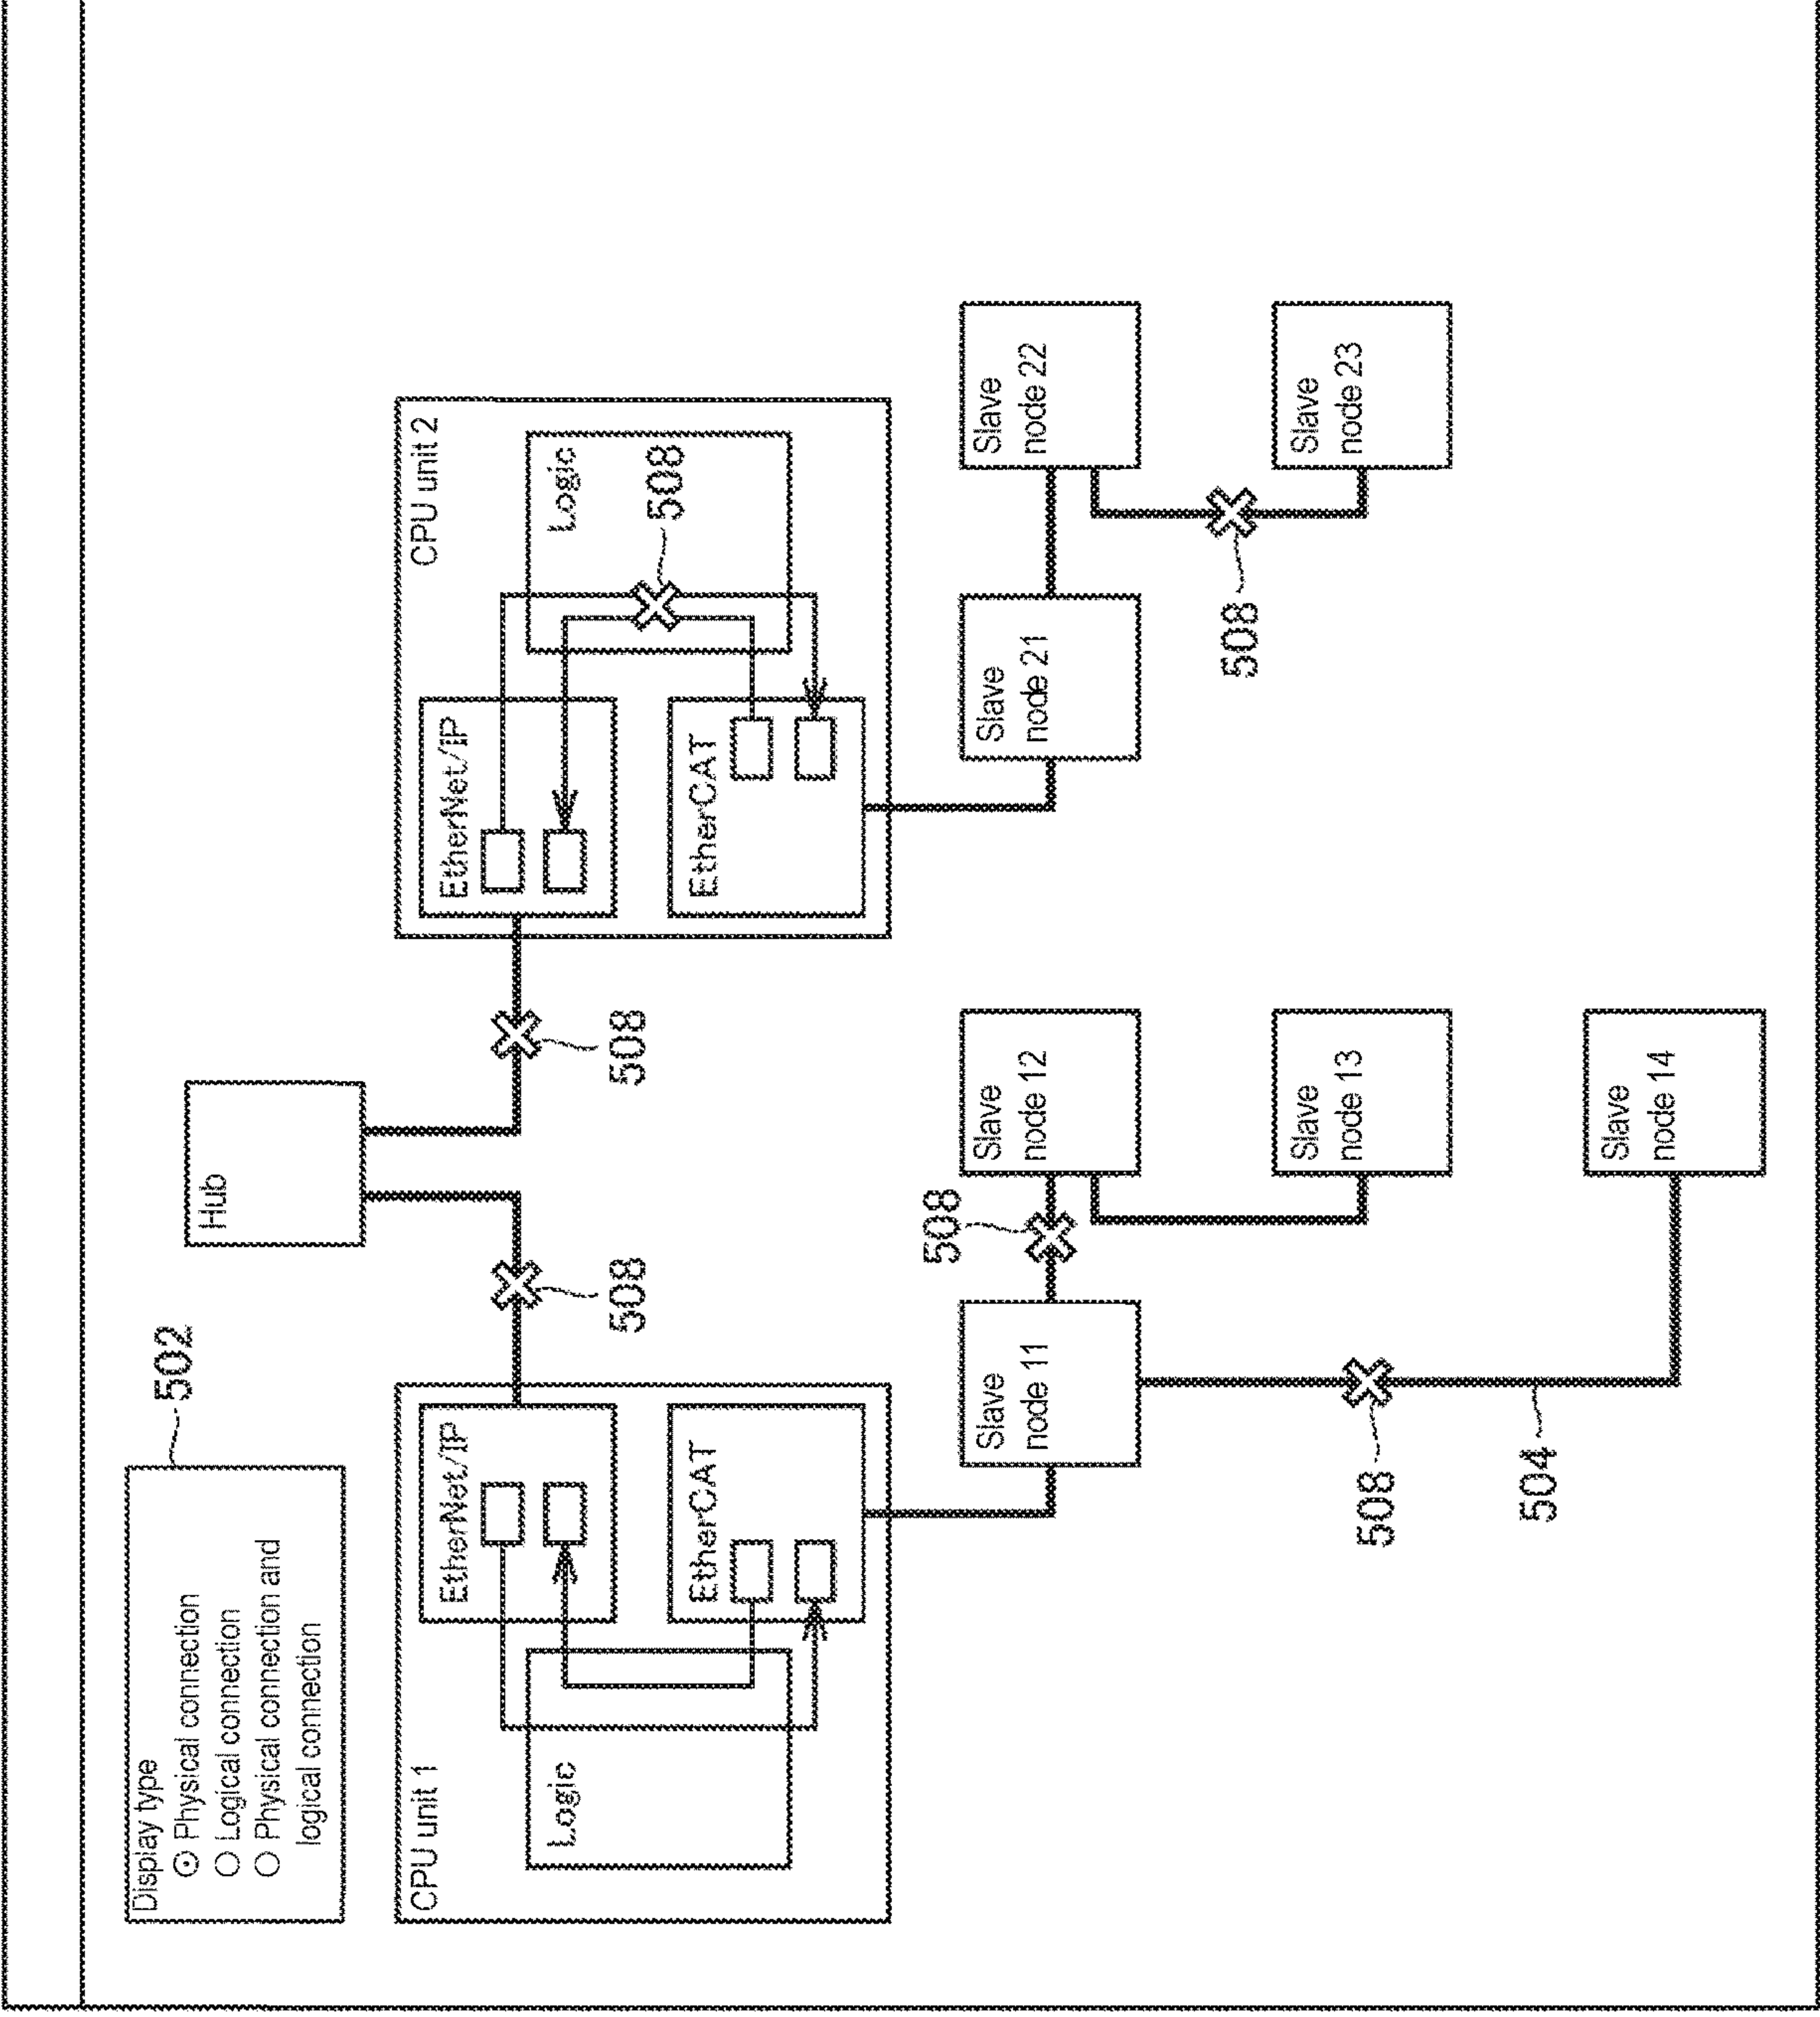 Display type
Physical connection
Logical connection
Physical connection and
logical connection
502
Hub
508
508
CPU unit 1
EtherNet/IP
Logic
EtherCAT
CPU unit 2
EtherNet/IP
Logic
508
EtherCAT
Slave
node 11
508
Slave
node 12
Slave
node 21
Slave
node 22
508
508
504
Slave
node 13
Slave
node 23
Slave
node 14